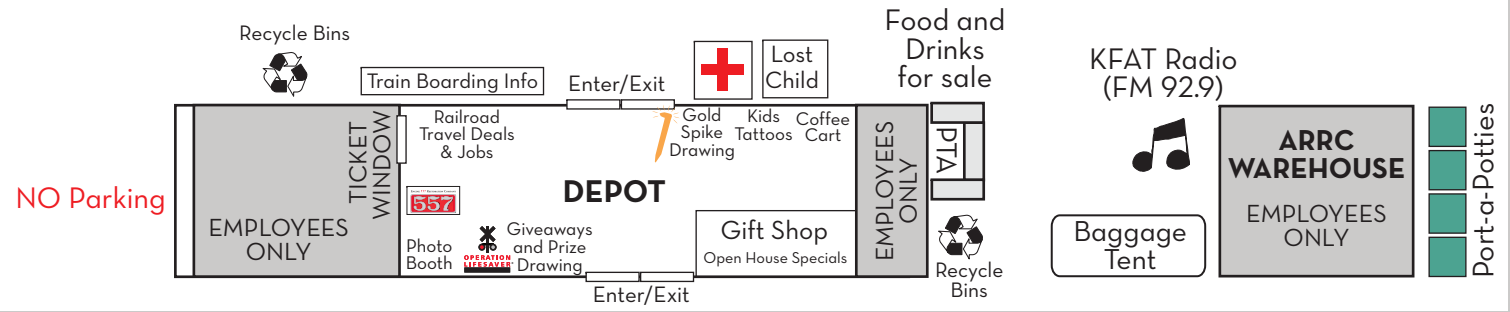 NO Parking
Recycle Bins
Train Boarding Info
Enter/Exit
Lost
Child
Food and
Drinks
for sale
KFAT Radio
(FM 92.9)
EMPLOYEES
ONLY
TICKET
WINDOW
Railroad
Travel Deals
& Jobs
557
Photo
Booth
OPERATION
LIFESAVER
Giveaways
and Prize
Drawing
DEPOT
Gold
Spike
Drawing
Kids
Tattoos
Coffee
Cart
Gift Shop
Open House Specials
Enter/Exit
EMPLOYEES
ONLY
PTA
Recycle
Bins
Baggage
Tent
ARRC
WAREHOUSE
EMPLOYEES
ONLY
Port-a-Potties